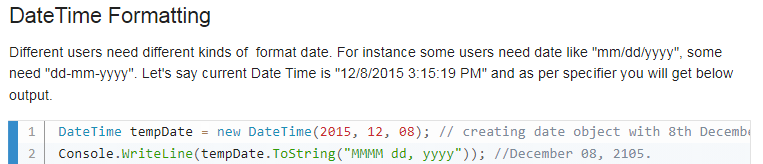 DateTime Formatting
Different users need different kinds of format date. For instance some users need date like "mm/dd/yyyy", some
need "dd-mm-yyyy". Let's say current Date Time is "12/8/2015 3:15:19 PM" and as per specifier you will get below
output.
1 DateTime tempDate = new DateTime(2015, 12, 08); // creating date object with 8th Decembe
2 Console.WriteLine(tempDate.ToString("MMMM dd, yyyy")); //December 08, 2105.